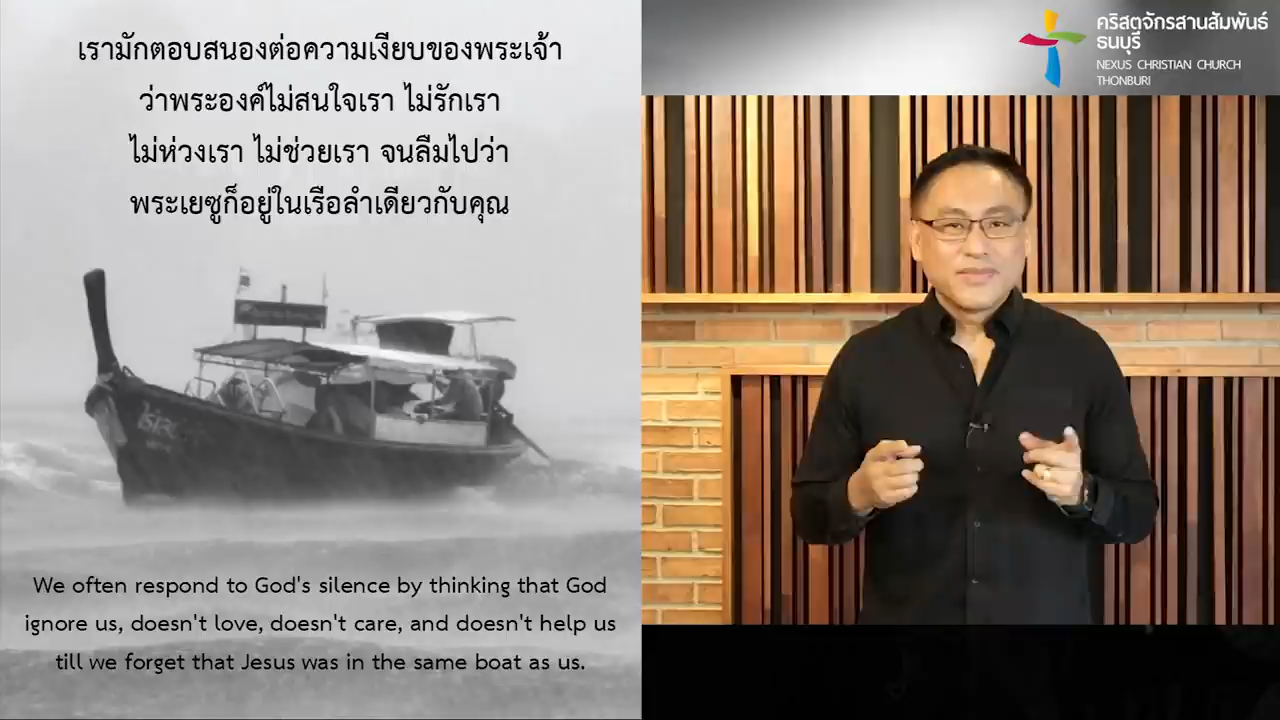 เรามักตอบสนองต่อความเงียบของพระเจ้า
ว่าพระองค์ไม่สนใจเรา ไม่รักเรา
ไม่ห่วงเรา ไม่ช่วยเรา จนลืมไปว่า
พระเยซูก็อยู่ในเรือลำเดียวกับคุณ
We often respond to God's silence by thinking that God
ignore us, doesn't love, doesn't care, and doesn't help us
till we forget that Jesus was in the same boat as us.
คริสตจักรสานสัมพันธ์
ธนบุรี
NEXUS CHRISTIAN CHURCH
THONBURI